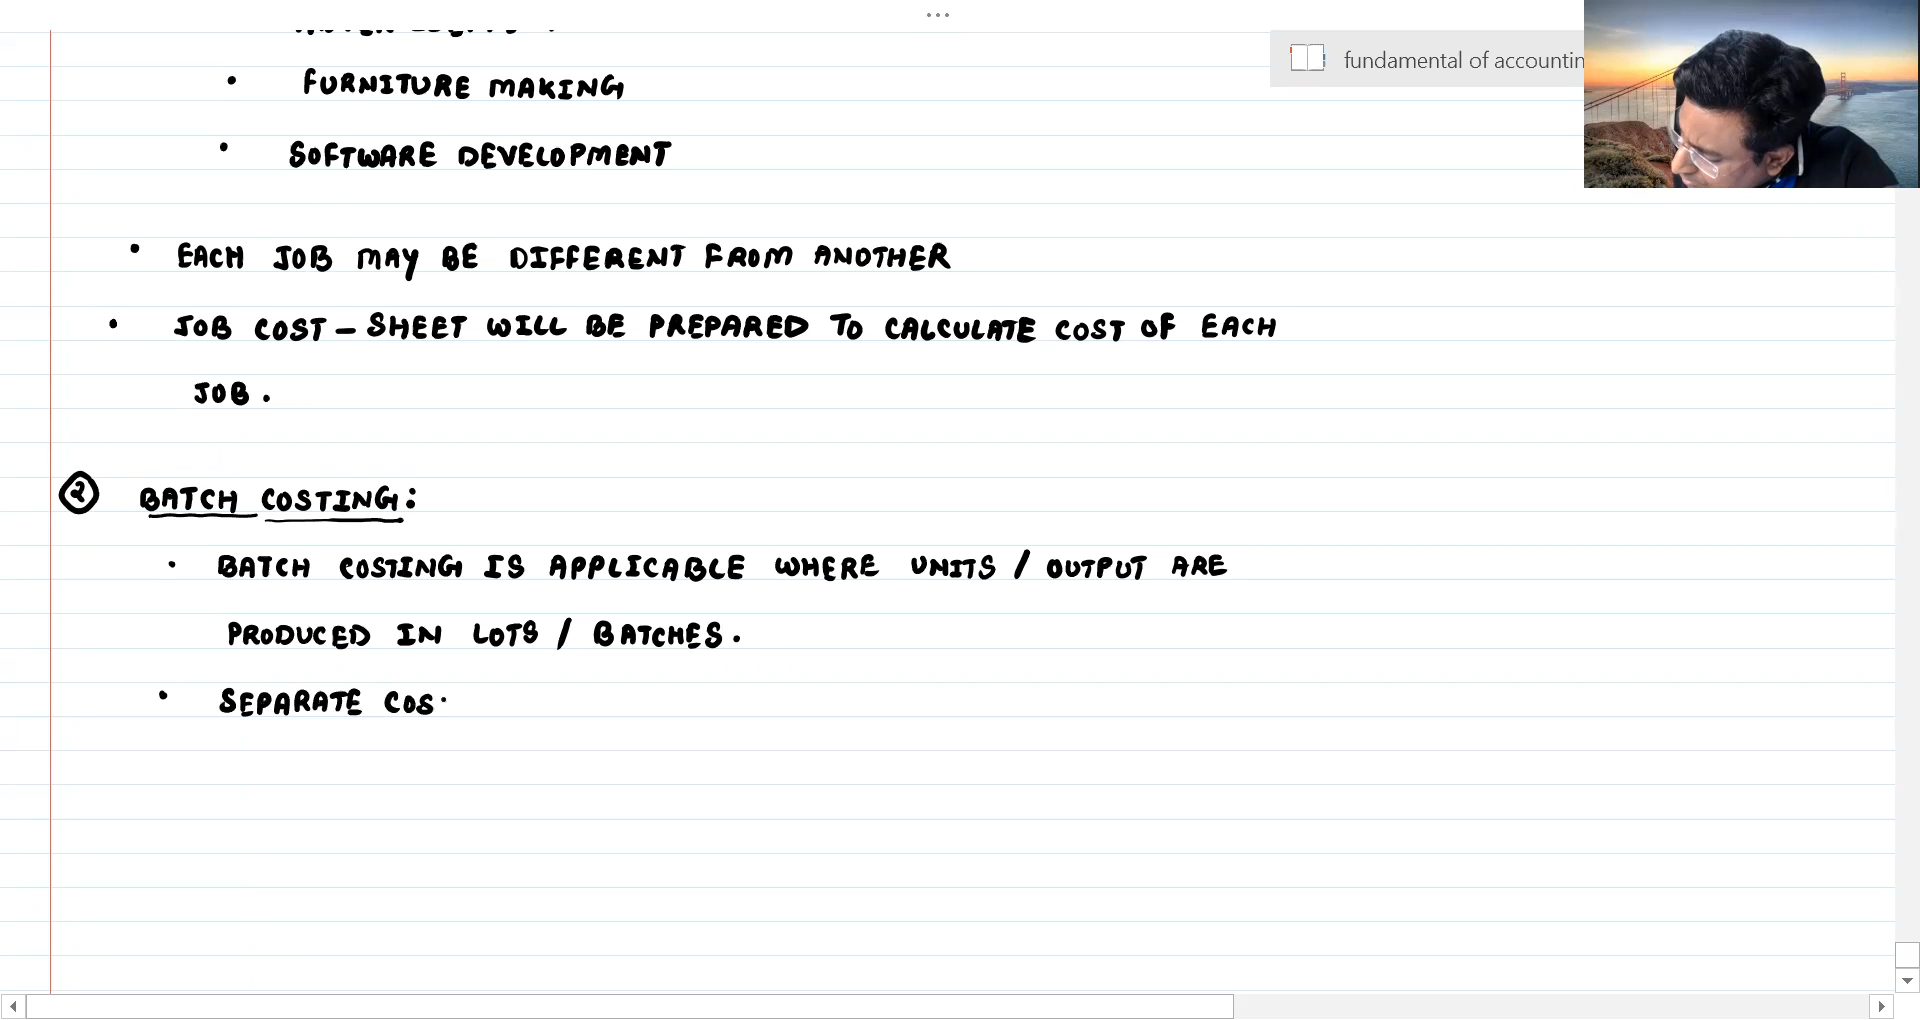 fundamental of accountin
• FURNITURE MAKING
• SOFTWARE DEVELOPMENT
• EACH JOB MAY BE DIFFERENT FROM ANOTHER
• JOB COST - SHEET WILL BE PREPARED TO CALCULATE COST OF EACH
JOB.
② BATCH COSTING:
• BATCH COSTING IS APPLICABLE WHERE UNITS / OUTPUT ARE
PRODUCED IN LOTS / BATCHES.
• SEPARATE COS